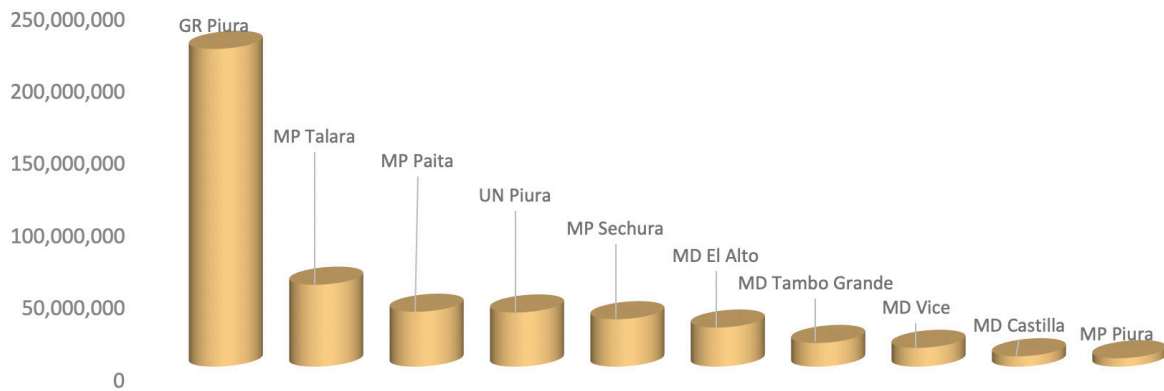 250,000,000
200,000,000
150,000,000
100,000,000
50,000,000
0
GR Piura
MP Talara
MP Paita
UN Piura
MP Sechura
MD El Alto
MD Tambo Grande
MD Vice
MD Castilla
MP Piura